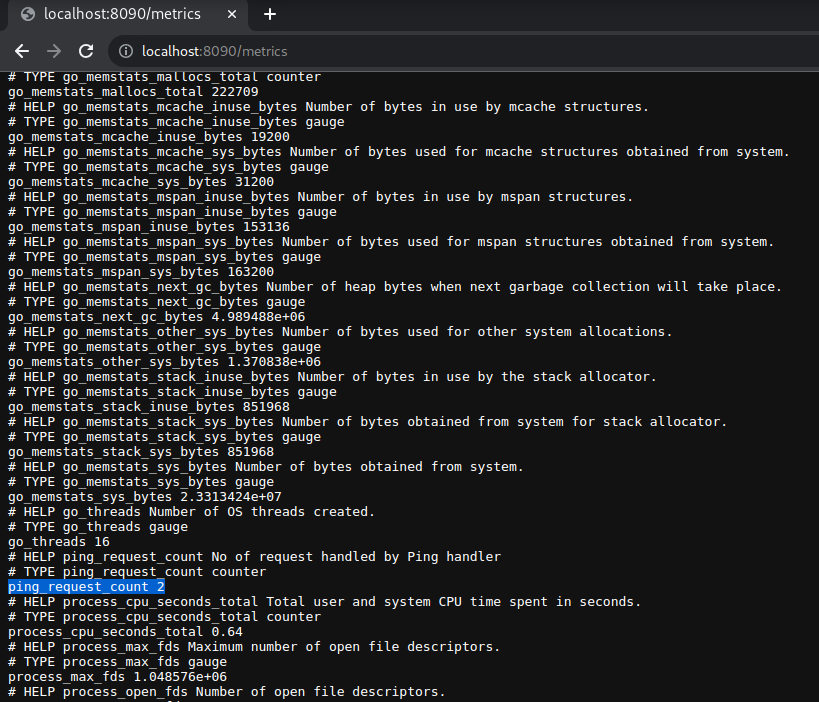 localhost:8090/metrics
localhost:8090/metrics
# TYPE go_memstats_mallocs_total counter
go_memstats_mallocs_total 222709
# HELP go_memstats_mcache_inuse_bytes Number of bytes in use by mcache structures.
# TYPE go_memstats_mcache_inuse_bytes gauge
go_memstats_mcache_inuse_bytes 19200
# HELP go_memstats_mcache_sys_bytes Number of bytes used for mcache structures obtained from system.
# TYPE go_memstats_mcache_sys_bytes gauge
go_memstats_mcache_sys_bytes 31200
# HELP go_memstats_mspan_inuse_bytes Number of bytes in use by mspan structures.
# TYPE go_memstats_mspan_inuse_bytes gauge
go_memstats_mspan_inuse_bytes 153136
# HELP go_memstats_mspan_sys_bytes Number of bytes used for mspan structures obtained from system.
# TYPE go_memstats_mspan_sys_bytes gauge
go_memstats_mspan_sys_bytes 163200
# HELP go_memstats_next_gc_bytes Number of heap bytes when next garbage collection will take place.
# TYPE go_memstats_next_gc_bytes gauge
go_memstats_next_gc_bytes 4.989488e+06
# HELP go_memstats_other_sys_bytes Number of bytes used for other system allocations.
# TYPE go_memstats_other_sys_bytes gauge
go_memstats_other_sys_bytes 1.370838e+06
# HELP go_memstats_stack_inuse_bytes Number of bytes in use by the stack allocator.
# TYPE go_memstats_stack_inuse_bytes gauge
go_memstats_stack_inuse_bytes 851968
# HELP go_memstats_stack_sys_bytes Number of bytes obtained from system for stack allocator.
# TYPE go_memstats_stack_sys_bytes gauge
go_memstats_stack_sys_bytes 851968
# HELP go_memstats_sys_bytes Number of bytes obtained from system.
# TYPE go_memstats_sys_bytes gauge
go_memstats_sys_bytes 2.3313424e+07
# HELP go_threads Number of OS threads created.
# TYPE go_threads gauge
go_threads 16
# HELP ping_request_count No of request handled by Ping handler
# TYPE ping_request_count counter
ping_request_count 2
# HELP process_cpu_seconds_total Total user and system CPU time spent in seconds.
# TYPE process_cpu_seconds_total counter
process_cpu_seconds_total 0.64
# HELP process_max_fds Maximum number of open file descriptors.
# TYPE process_max_fds gauge
process_max_fds 1.048576e+06
# HELP process_open_fds Number of open file descriptors.